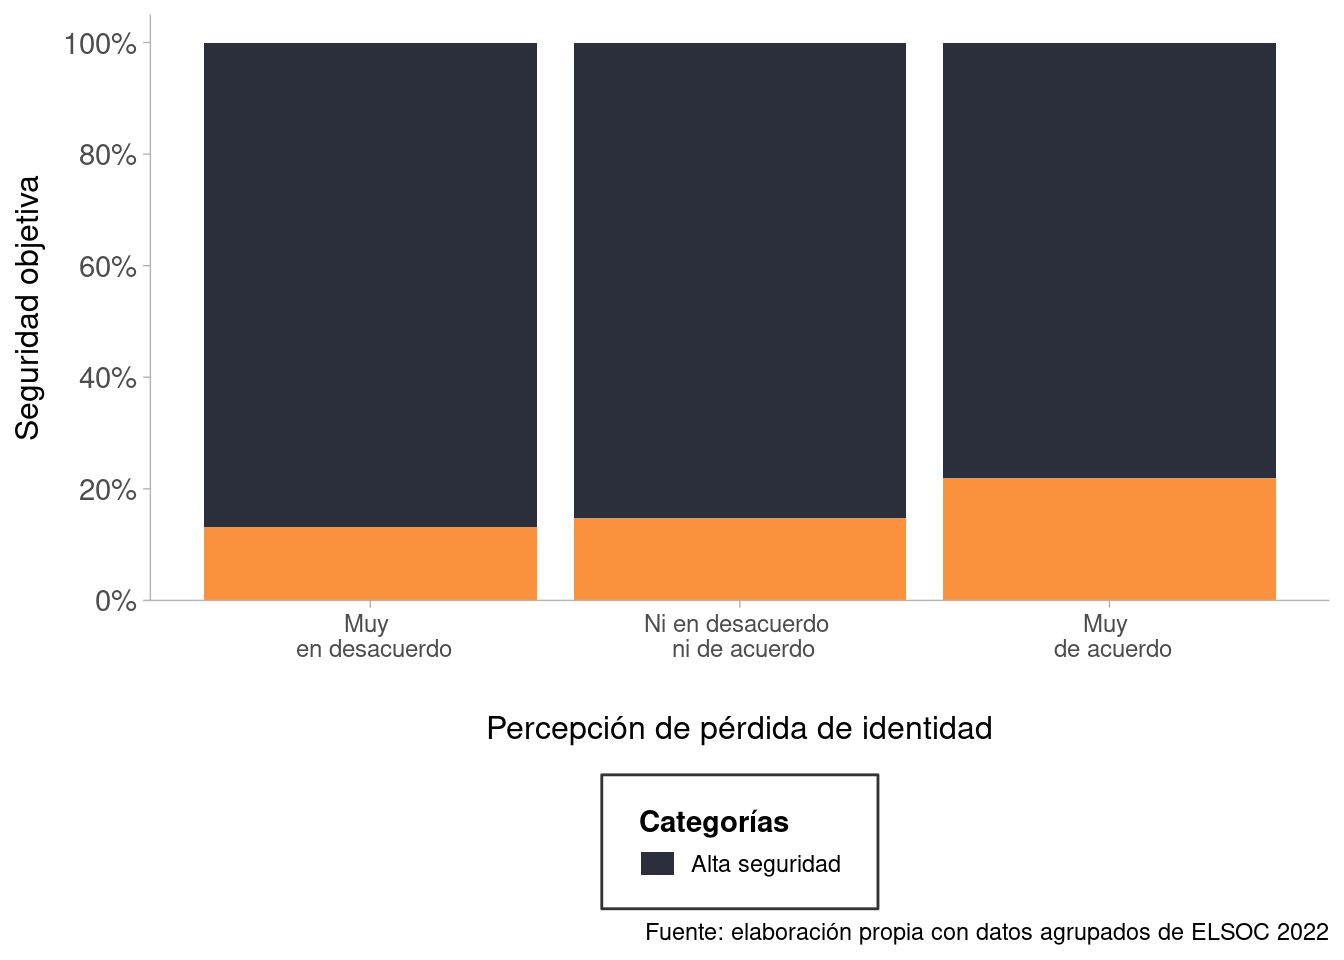 100%
80%
60%
40%
20%
0%
Seguridad objetiva
Muy
en desacuerdo
Ni en desacuerdo
ni de acuerdo
Muy
de acuerdo
Percepción de pérdida de identidad
Categorías
Alta seguridad
Fuente: elaboración propia con datos agrupados de ELSOC 2022